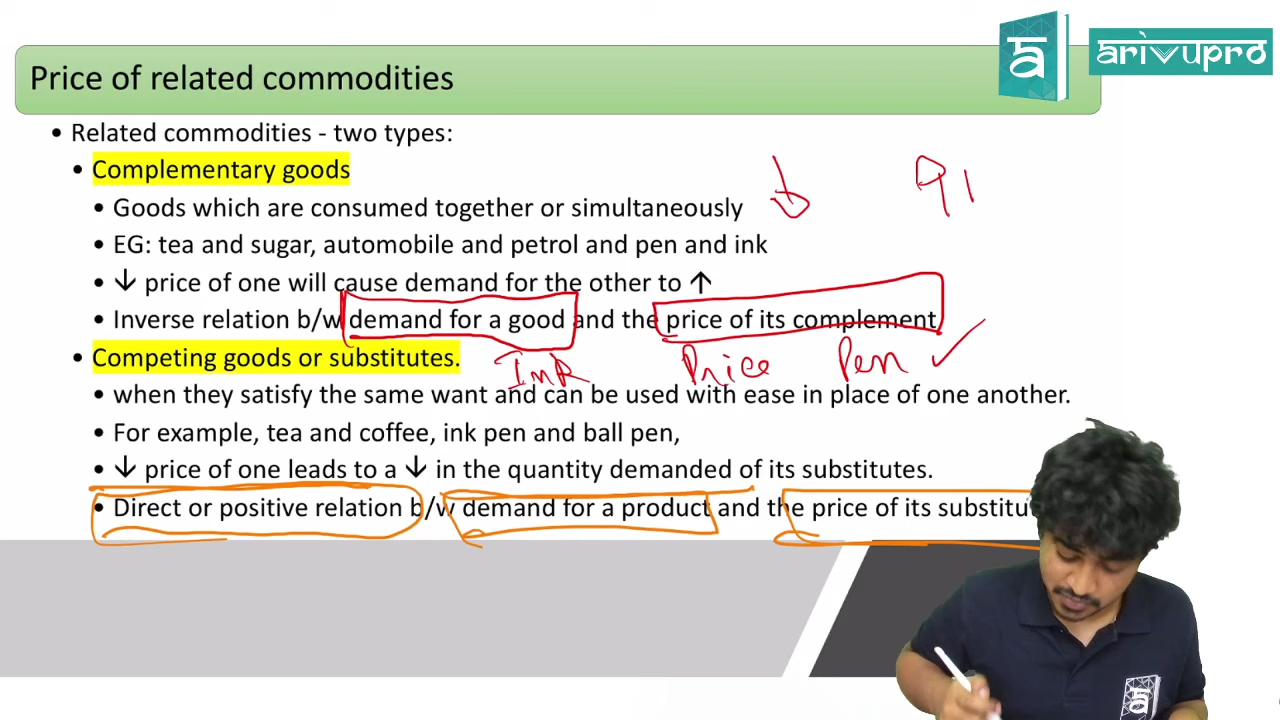 arivupro
Price of related commodities
• Related commodities - two types:
• Complementary goods
• Goods which are consumed together or simultaneously
• EG: tea and sugar, automobile and petrol and pen and ink
• ↓ price of one will cause demand for the other to ↑
• Inverse relation b/w demand for a good and the price of its complement
• Competing goods or substitutes.
Ink Price Pen ✓
• when they satisfy the same want and can be used with ease in place of one another.
• For example, tea and coffee, ink pen and ball pen,
• ↓ price of one leads to a ↓ in the quantity demanded of its substitutes.
• Direct or positive relation b/w demand for a product and the price of its substitu